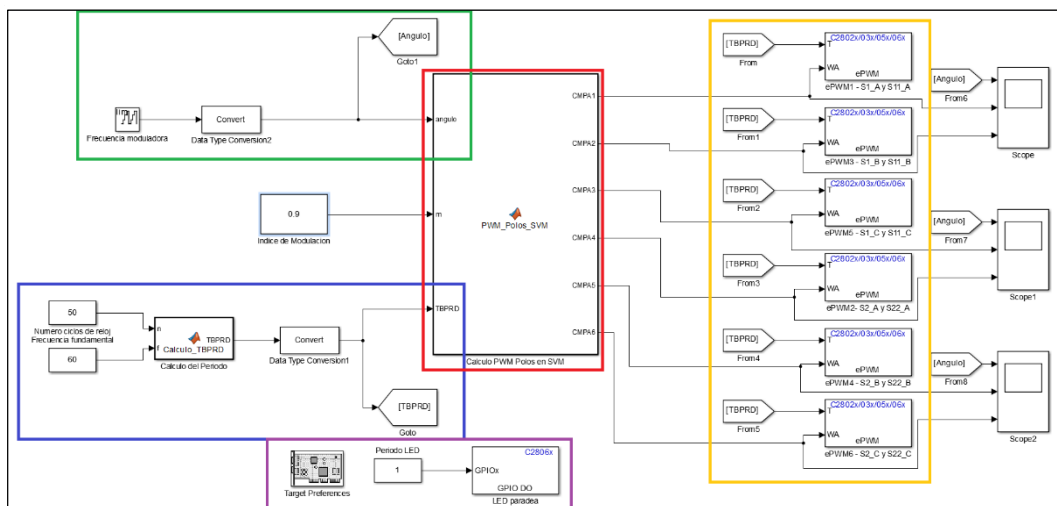 [Angulo]
Goto1
lim
Frecuencia moduladora
Convert
Data Type Conversion2
0.9
Indice de Modulacion
50
Numero ciclos de reloj
Frecuencia fundamental
60
n
f
TBPRD
Calculo_TBPRD
Calculo del Periodo
Convert
Data Type Conversion1
[TBPRD]
Goto
Target Preferences
Periodo LED
1
C2806x
GPIOx
GPIO DO
LED paradea
angulo
m
TBPRD
PWM_Polos_SVM
CMPA1
CMPA2
CMPA3
CMPA4
CMPA5
CMPA6
Calculo PWM Polos en SVM
[TBPRD]
From
C2802x/03x/05x/06x
T
WA
ePWM
ePWM1 - S1_A y S11_A
[TBPRD]
From1
C2802x/03x/05x/06x
T
WA
ePWM
ePWM3 - S1_B y S11_B
[TBPRD]
From2
C2802x/03x/05x/06x
T
WA
ePWM
ePWM5 - S1_C y S11_C
[TBPRD]
From3
C2802x/03x/05x/06x
T
WA
ePWM
ePWM2- S2_A y S22_A
[TBPRD]
From4
C2802x/03x/05x/06x
T
WA
ePWM
ePWM4 - S2_B y S22_B
[TBPRD]
From5
C2802x/03x/05x/06x
T
WA
ePWM
ePWM6 - S2_C y S22_C
[Angulo]
From6
Scope
[Angulo]
From7
Scope1
[Angulo]
From8
Scope2